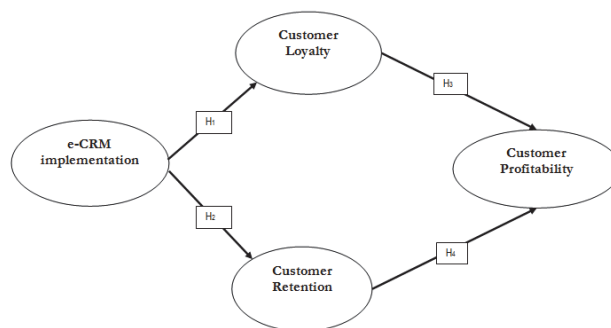 Customer
Loyalty
H3
H1
e-CRM
implementation
Customer
Profitability
H2
H4
Customer
Retention